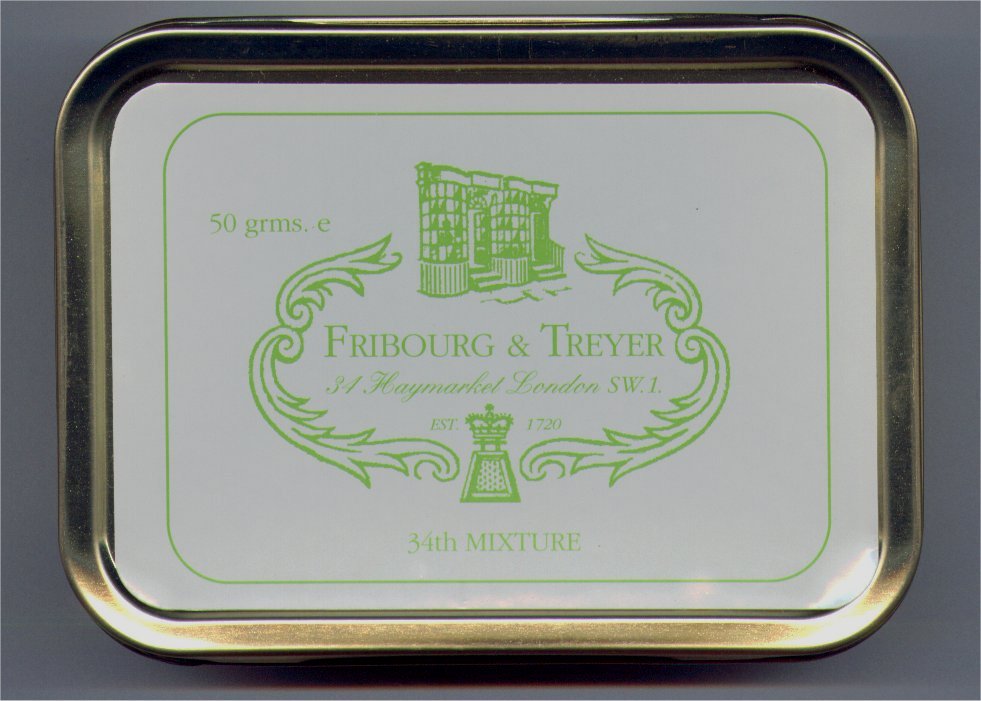 50 grms. e
FRIBOURG & TREYER
34 Haymarket London SW.1.
EST. 1720
34th MIXTURE